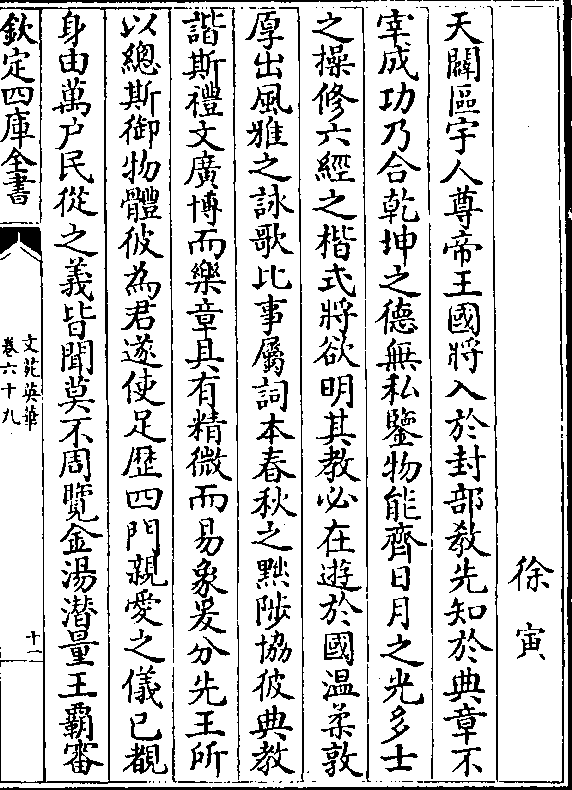 徐寅
天闢區宇人尊帝王國將入於封部教先知於典章不
宰成功乃合乾坤之德無私鑒物能齊日月之光多士
之操修六經之楷式將欲明其教必在遊於國温柔敦
厚出風雅之詠歌比事屬詞本春秋之黜陟協彼典教
諧斯禮文廣博而樂章具有精微而易象爰分先王所
以總斯御物體彼為君遂使足歴四門親愛之儀已覩
身由萬户民從之義皆聞莫不周覽金湯潜量王霸審
欽定四庫全書
文苑英華
卷六十九
十一